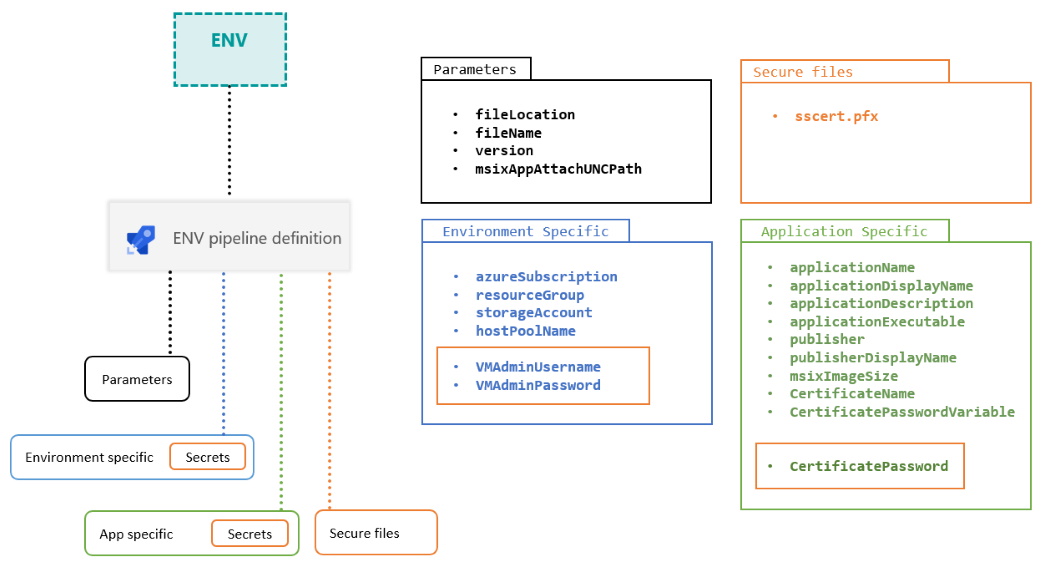 ENV
ENV pipeline definition
Parameters
Environment specific
Secrets
App specific
Secrets
Secure files
Parameters
• fileLocation
• fileName
• version
• msixAppAttachUNCPath
Secure files
• sscert.pfx
Environment Specific
• azureSubscription
• resourceGroup
• storageAccount
• hostPoolName
• VMAdminUsername
• VMAdminPassword
Application Specific
• applicationName
• applicationDisplayName
• applicationDescription
• applicationExecutable
• publisher
• publisherDisplayName
• msixImageSize
• CertificateName
• CertificatePasswordVariable
• CertificatePassword